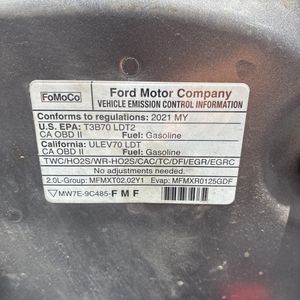 FoMoCo
Ford Motor Company
VEHICLE EMISSION CONTROL INFORMATION
Conforms to regulations: 2021 MY
U.S. EPA: T3B70 LDT2
CA OBD II Fuel: Gasoline
California: ULEV70 LDT
CA OBD II Fuel: Gasoline
TWC/HO2S/WR-HO2S/CAC/TC/DFI/EGR/EGRC
No adjustments needed.
2.0L-Group: MFMXT02.02Y1 Evap: MFMXR0125GDF
MW7E-9C485-FMF